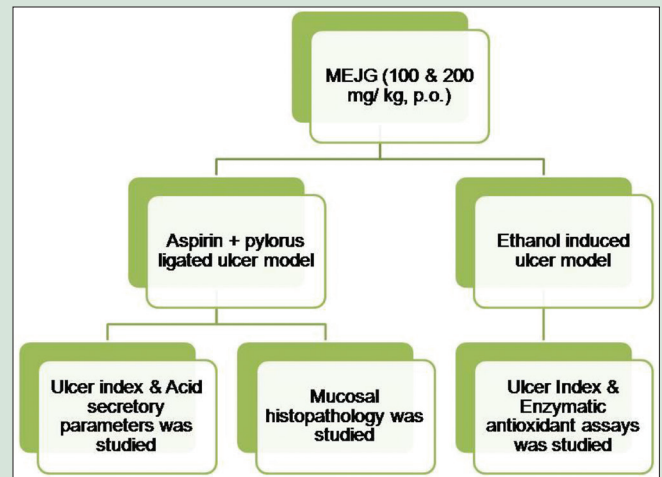 MEJG (100 & 200
mg/ kg, p.o.)
Aspirin + pylorus
ligated ulcer model
Ethanol induced
ulcer model
Ulcer index & Acid
secretory
parameters was
studied
Mucosal
histopathology was
studied
Ulcer Index &
Enzymatic
antioxidant assays
was studied